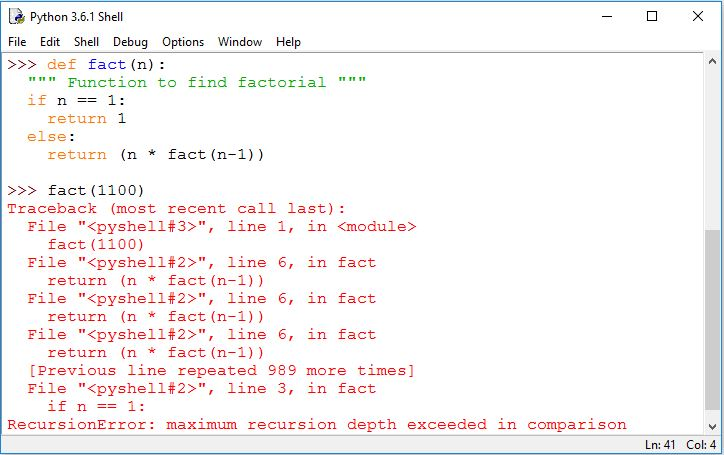 Python 3.6.1 Shell
File Edit Shell Debug Options Window Help
>>> def fact(n):
  """ Function to find factorial """
  if n == 1:
    return 1
  else:
    return (n * fact(n-1))
>>> fact(1100)
Traceback (most recent call last):
  File "<pyshell#3>", line 1, in <module>
    fact(1100)
  File "<pyshell#2>", line 6, in fact
    return (n * fact(n-1))
  File "<pyshell#2>", line 6, in fact
    return (n * fact(n-1))
  File "<pyshell#2>", line 6, in fact
    return (n * fact(n-1))
  [Previous line repeated 989 more times]
  File "<pyshell#2>", line 3, in fact
    if n == 1:
RecursionError: maximum recursion depth exceeded in comparison
Ln: 41 Col: 4